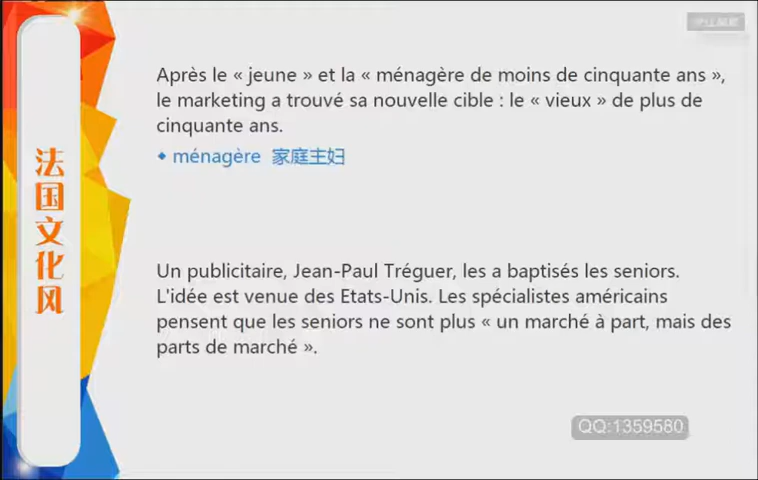 Après le « jeune » et la « ménagère de moins de cinquante ans »,
le marketing a trouvé sa nouvelle cible : le « vieux » de plus de
cinquante ans.
◆ ménagère 家庭主妇
法国文化风
Un publicitaire, Jean-Paul Tréguer, les a baptisés les seniors.
L'idée est venue des Etats-Unis. Les spécialistes américains
pensent que les seniors ne sont plus « un marché à part, mais des
parts de marché ».
QQ:1359580